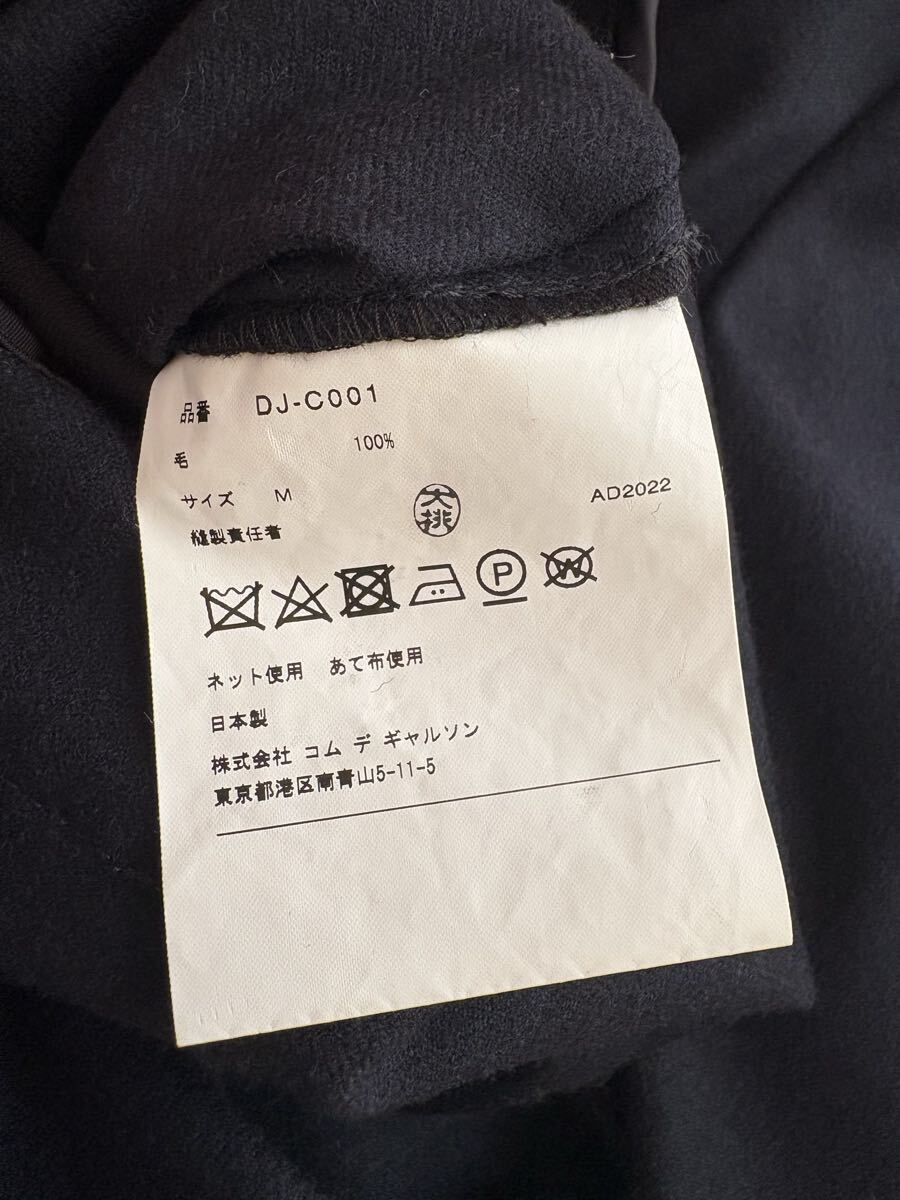 品番 DJ-C001
毛 100%
サイズ M AD2022
縫製責任者 大挑
P W
ネット使用 あて布使用
日本製
株式会社 コム デ ギャルソン
東京都港区南青山5-11-5